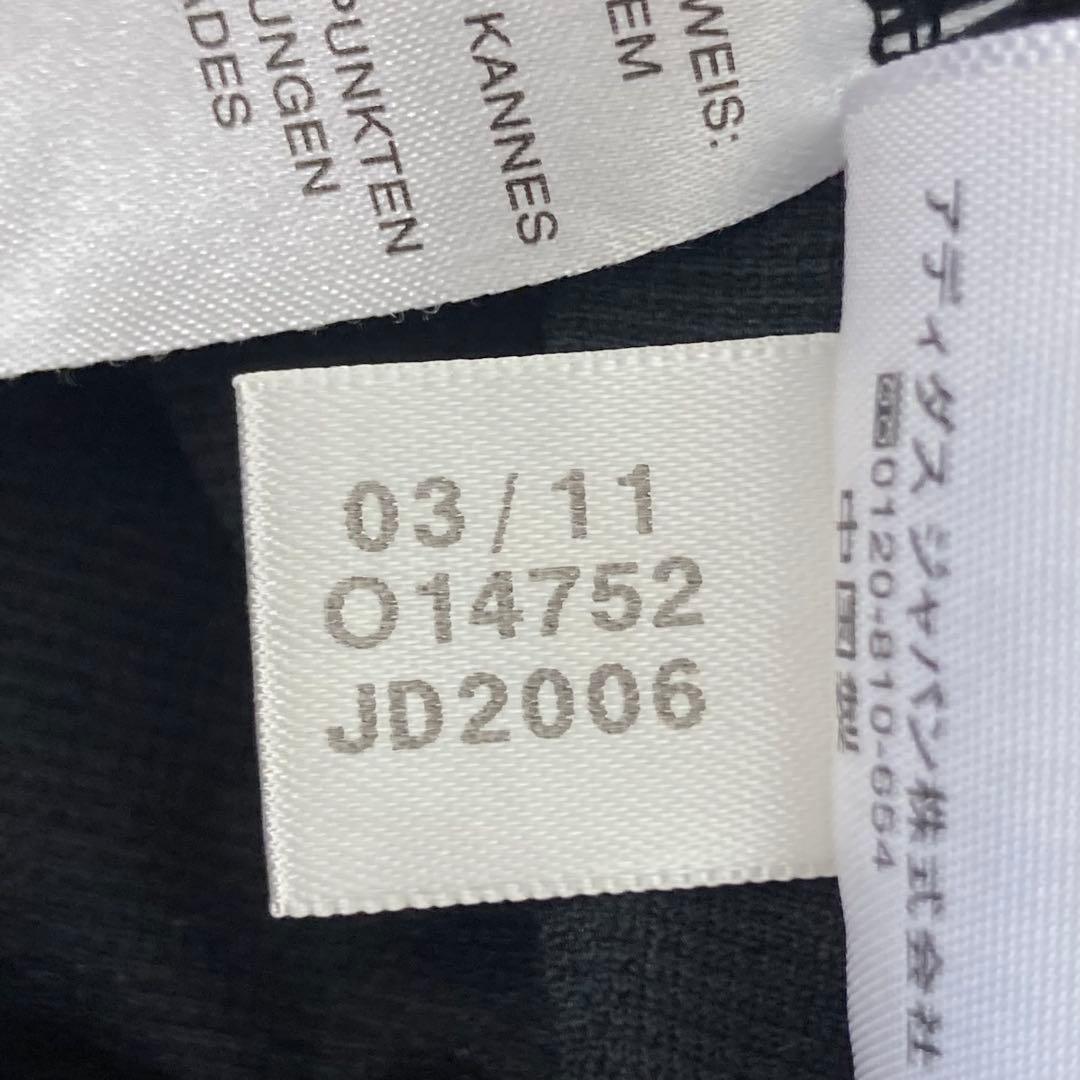 WEIS:
EM
KANNES
PUNKTEN
UNGEN
ADES
03/11
O14752
JD2006
アディダス ジャパン株式会社
0120-810-654
中国製